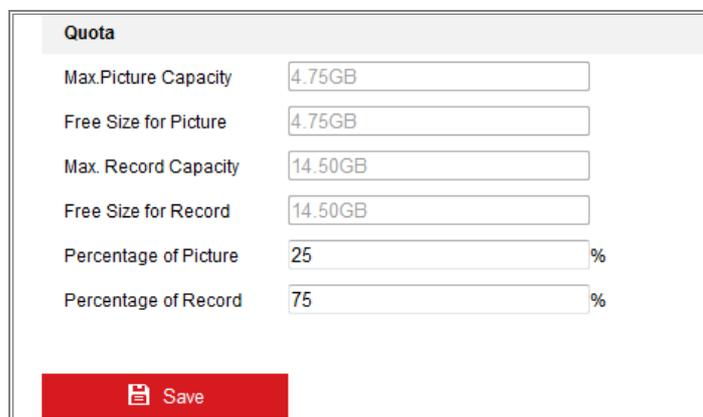 Quota
Max.Picture Capacity 4.75GB
Free Size for Picture 4.75GB
Max. Record Capacity 14.50GB
Free Size for Record 14.50GB
Percentage of Picture 25 %
Percentage of Record 75 %
Save